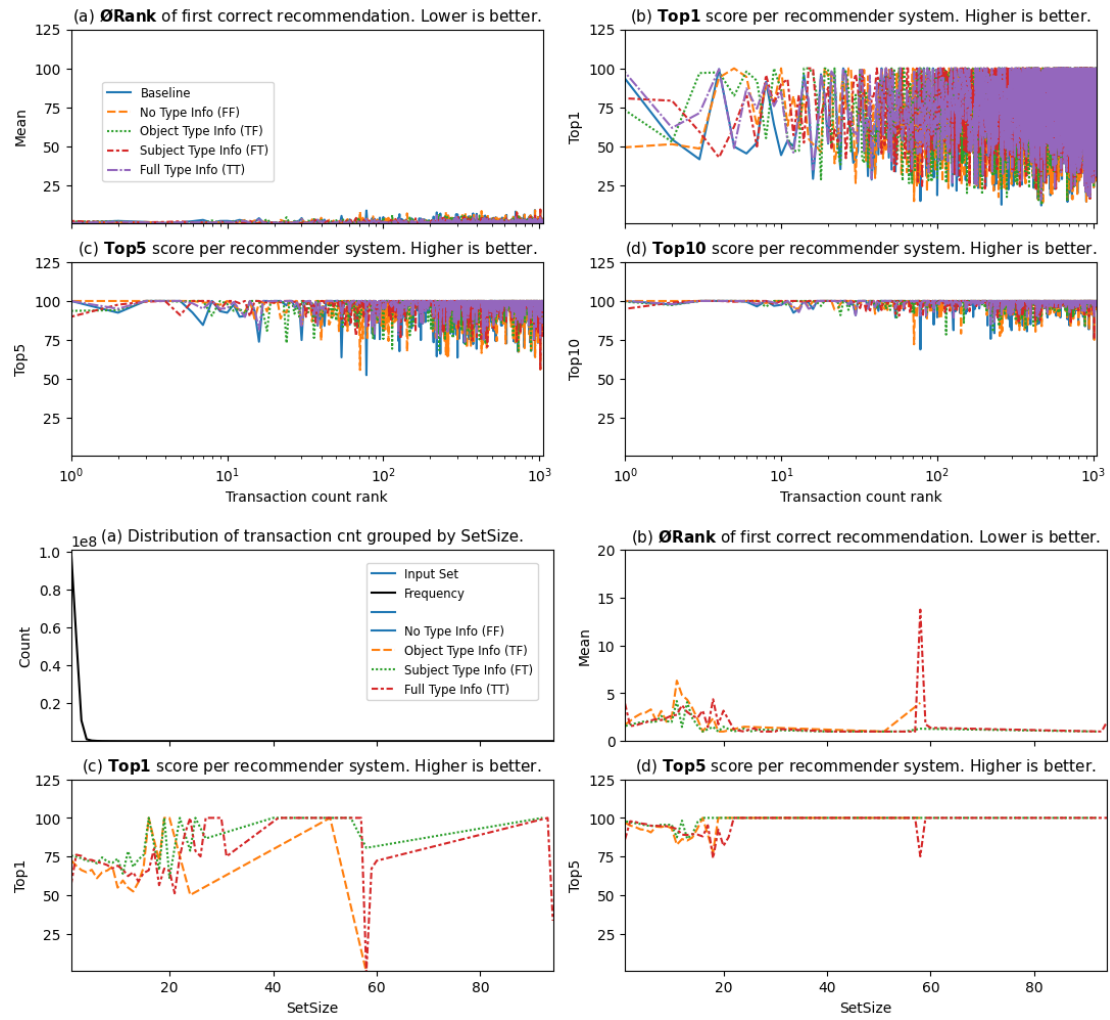 (a) ØRank of first correct recommendation. Lower is better.
(b) Top1 score per recommender system. Higher is better.
125
100
75
50
25
Mean
Baseline
No Type Info (FF)
Object Type Info (TF)
Subject Type Info (FT)
Full Type Info (TT)
125
100
75
50
25
Top1
(c) Top5 score per recommender system. Higher is better.
(d) Top10 score per recommender system. Higher is better.
125
100
75
50
25
Top5
10^0 10^1 10^2 10^3
Transaction count rank
125
100
75
50
25
Top10
10^0 10^1 10^2 10^3
Transaction count rank
(a) Distribution of transaction cnt grouped by SetSize.
(b) ØRank of first correct recommendation. Lower is better.
1e8
1.0
0.8
0.6
0.4
0.2
Count
Input Set
Frequency
No Type Info (FF)
Object Type Info (TF)
Subject Type Info (FT)
Full Type Info (TT)
20
15
10
5
0
Mean
(c) Top1 score per recommender system. Higher is better.
(d) Top5 score per recommender system. Higher is better.
125
100
75
50
25
Top1
20 40 60 80
SetSize
125
100
75
50
25
Top5
20 40 60 80
SetSize